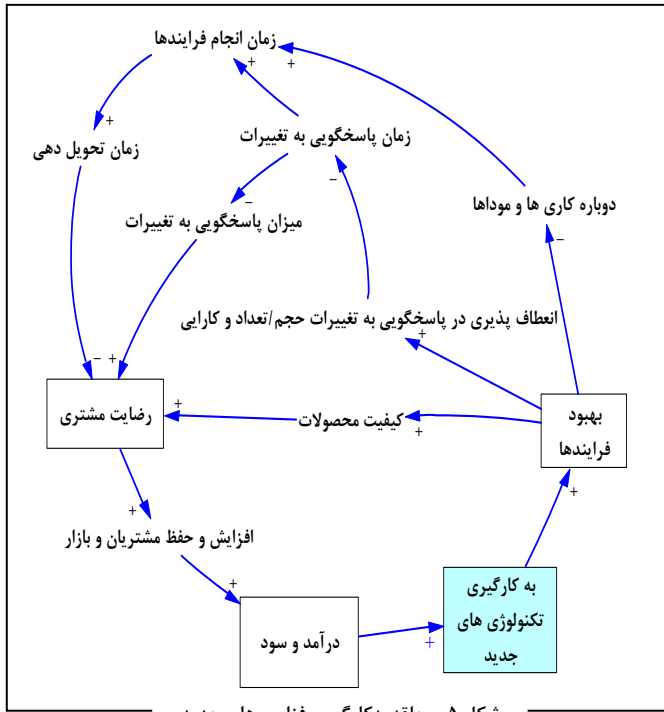 زمان انجام فرایندها
+
+
+
زمان پاسخگویی به تغییرات
زمان تحویل دهی
–
–
دوباره کاری ها و موداها
میزان پاسخگویی به تغییرات
–
انعطاف پذیری در پاسخگویی به تغییرات حجم/تعداد و کارایی
+
– +
رضایت مشتری
+
کیفیت محصولات
+
بهبود
فرایندها
+
+
افزایش و حفظ مشتریان و بازار
+
به کارگیری
تکنولوژی های
جدید
درآمد و سود
+